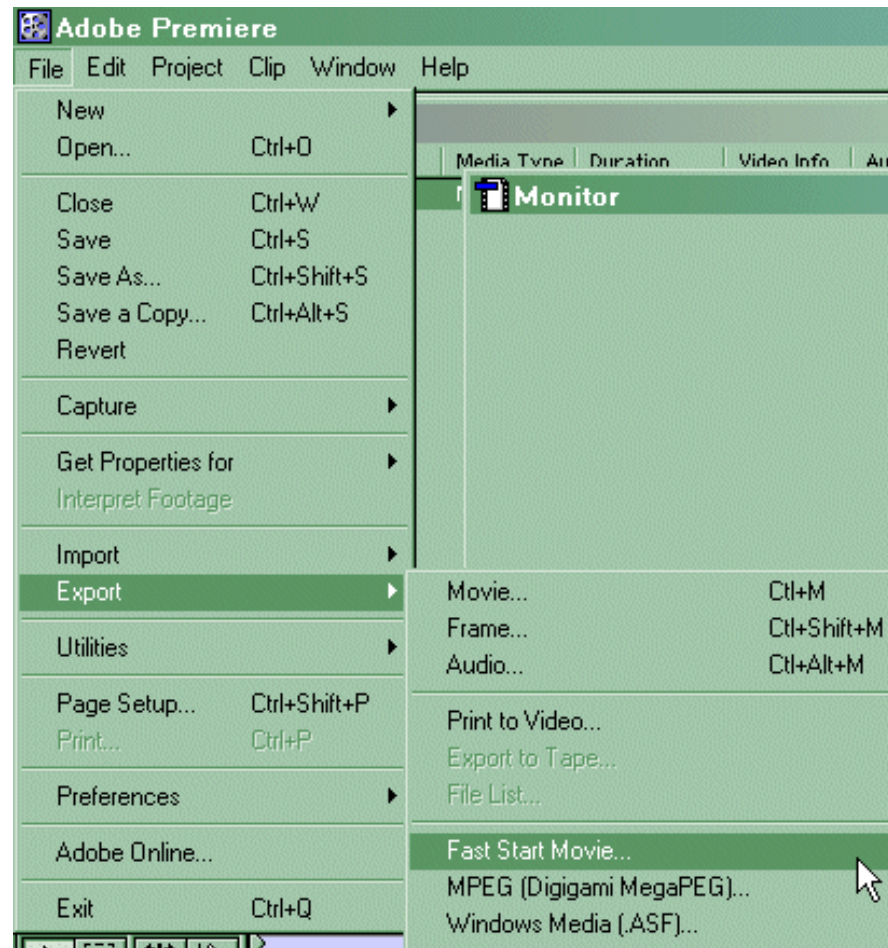 Adobe Premiere
File Edit Project Clip Window Help
New
Open... Ctrl+O
Media Type Duration Video Info Au
Monitor
Close Ctrl+W
Save Ctrl+S
Save As... Ctrl+Shift+S
Save a Copy... Ctrl+Alt+S
Revert
Capture
Get Properties for
Interpret Footage
Import
Export
Utilities
Page Setup... Ctrl+Shift+P
Print... Ctrl+P
Preferences
Adobe Online...
Exit Ctrl+Q
Movie... Ctl+M
Frame... Ctl+Shift+M
Audio... Ctl+Alt+M
Print to Video...
Export to Tape...
File List...
Fast Start Movie...
MPEG (Digigami MegaPEG)...
Windows Media (.ASF)...